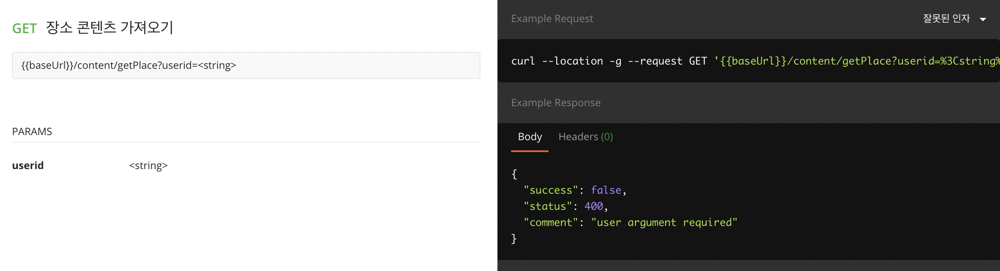 GET 장소 콘텐츠 가져오기
{{baseUrl}}/content/getPlace?userid=<string>
PARAMS
userid <string>
Example Request
잘못된 인자
curl --location -g --request GET '{{baseUrl}}/content/getPlace?userid=%3Cstring%
Example Response
Body Headers (0)
{
"success": false,
"status": 400,
"comment": "user argument required"
}